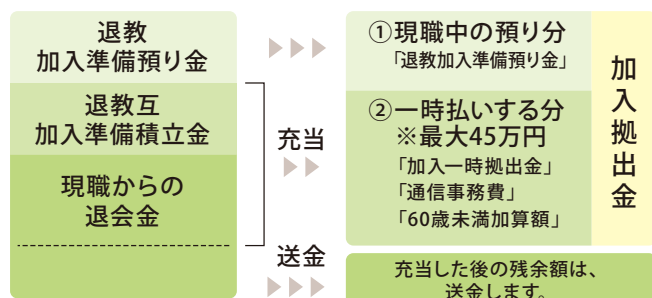 退教
加入準備預り金
退教互
加入準備積立金
現職からの
退会金
充当
送金
①現職中の預り分
「退教加入準備預り金」
②一時払いする分
※最大45万円
「加入一時拠出金」
「通信事務費」
「60歳未満加算額」
加入拠出金
充当した後の残余額は、
送金します。